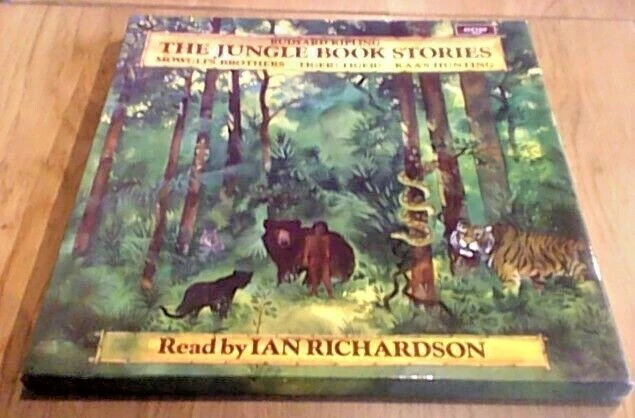 RUDYARD KIPLING
THE JUNGLE BOOK STORIES
MOWGLI'S BROTHERS · TIGER! TIGER! · KAA'S HUNTING
Read by IAN RICHARDSON